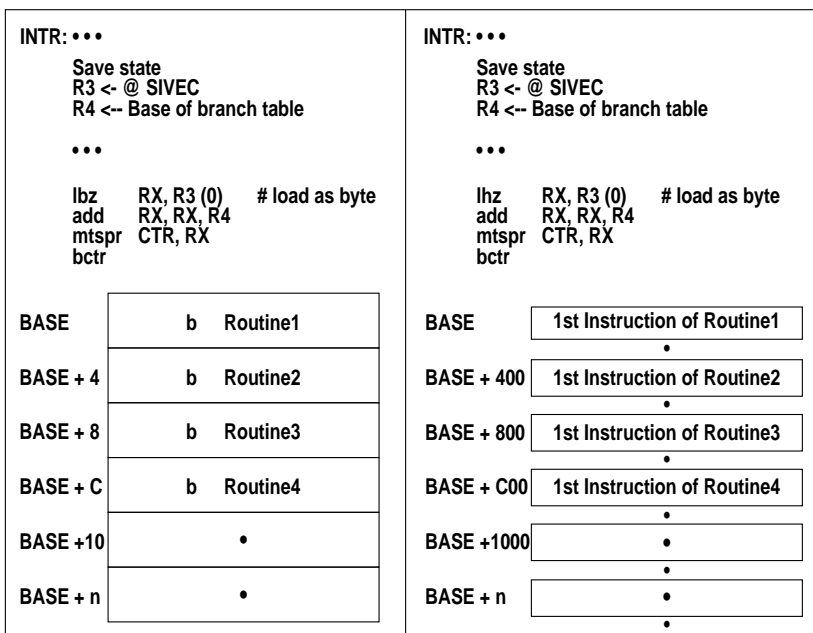 INTR: • • •
Save state
R3 <- @ SIVEC
R4 <-- Base of branch table
• • •
lbz RX, R3 (0) # load as byte
add RX, RX, R4
mtspr CTR, RX
bctr
BASE b Routine1
BASE + 4 b Routine2
BASE + 8 b Routine3
BASE + C b Routine4
BASE +10 •
BASE + n •
INTR: • • •
Save state
R3 <- @ SIVEC
R4 <-- Base of branch table
• • •
lhz RX, R3 (0) # load as byte
add RX, RX, R4
mtspr CTR, RX
bctr
BASE 1st Instruction of Routine1
•
BASE + 400 1st Instruction of Routine2
•
BASE + 800 1st Instruction of Routine3
•
BASE + C00 1st Instruction of Routine4
•
BASE +1000 •
•
BASE + n •
•